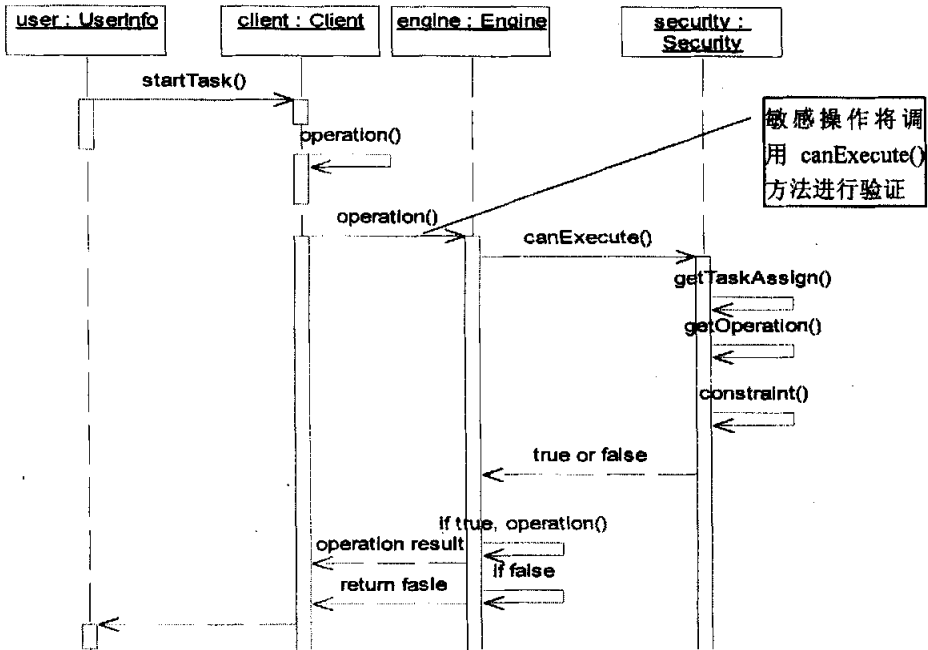 user : UserInfo
client : Client
engine : Engine
security :
Security
startTask()
operation()
敏感操作将调
用 canExecute()
方法进行验证
operation()
canExecute()
getTaskAssign()
getOperation()
constraint()
true or false
if true, operation()
operation result
if false
return fasle